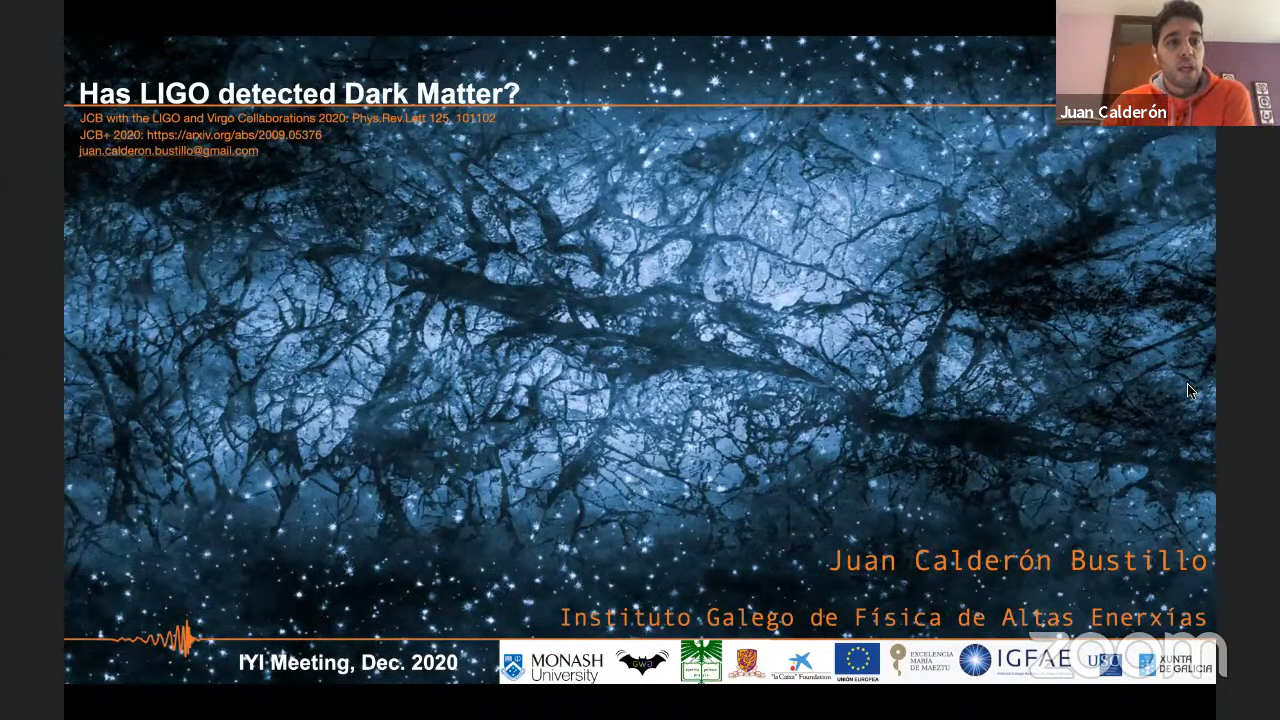 Has LIGO detected Dark Matter?
JCB with the LIGO and Virgo Collaborations 2020: Phys.Rev.Lett 125, 101102
JCB+ 2020: https://arxiv.org/abs/2009.05376
juan.calderon.bustillo@gmail.com
Juan Calderón
Juan Calderón Bustillo
Instituto Galego de Física de Altas Enerxías
IYI Meeting, Dec. 2020
MONASH
University
GWG
"la Caixa" Foundation
UNIÓN EUROPEA
EXCELENCIA
MARÍA
DE MAEZTU
IGFAE
USC
XUNTA
DE GALICIA
zoom